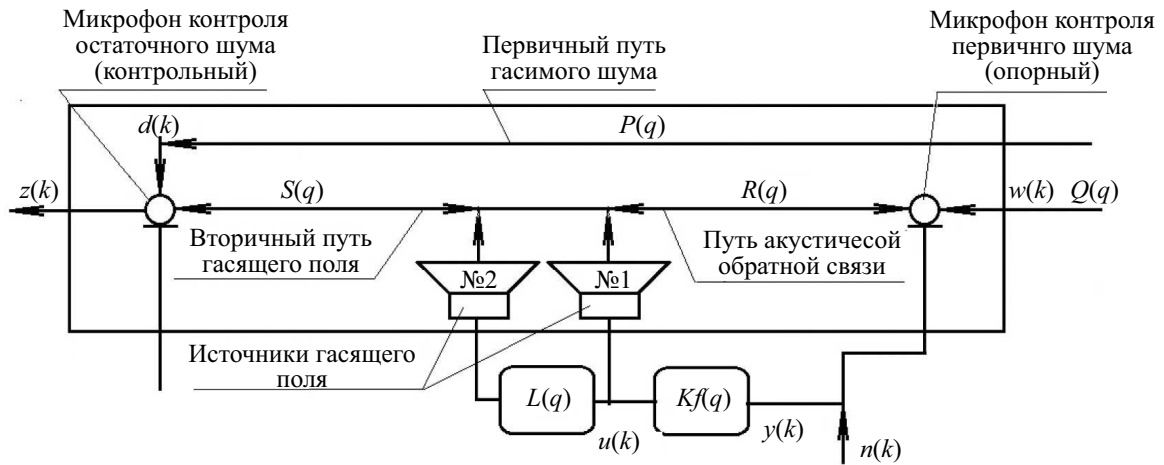 Микрофон контроля
остаточного шума
(контрольный)
Первичный путь
гасимого шума
Микрофон контроля
первичнго шума
(опорный)
d(k)
P(q)
z(k)
S(q)
R(q)
w(k) Q(q)
Вторичный путь
гасящего поля
Путь акустичесой
обратной связи
№2
№1
Источники гасящего
поля
L(q)
Kf(q)
u(k)
y(k)
n(k)